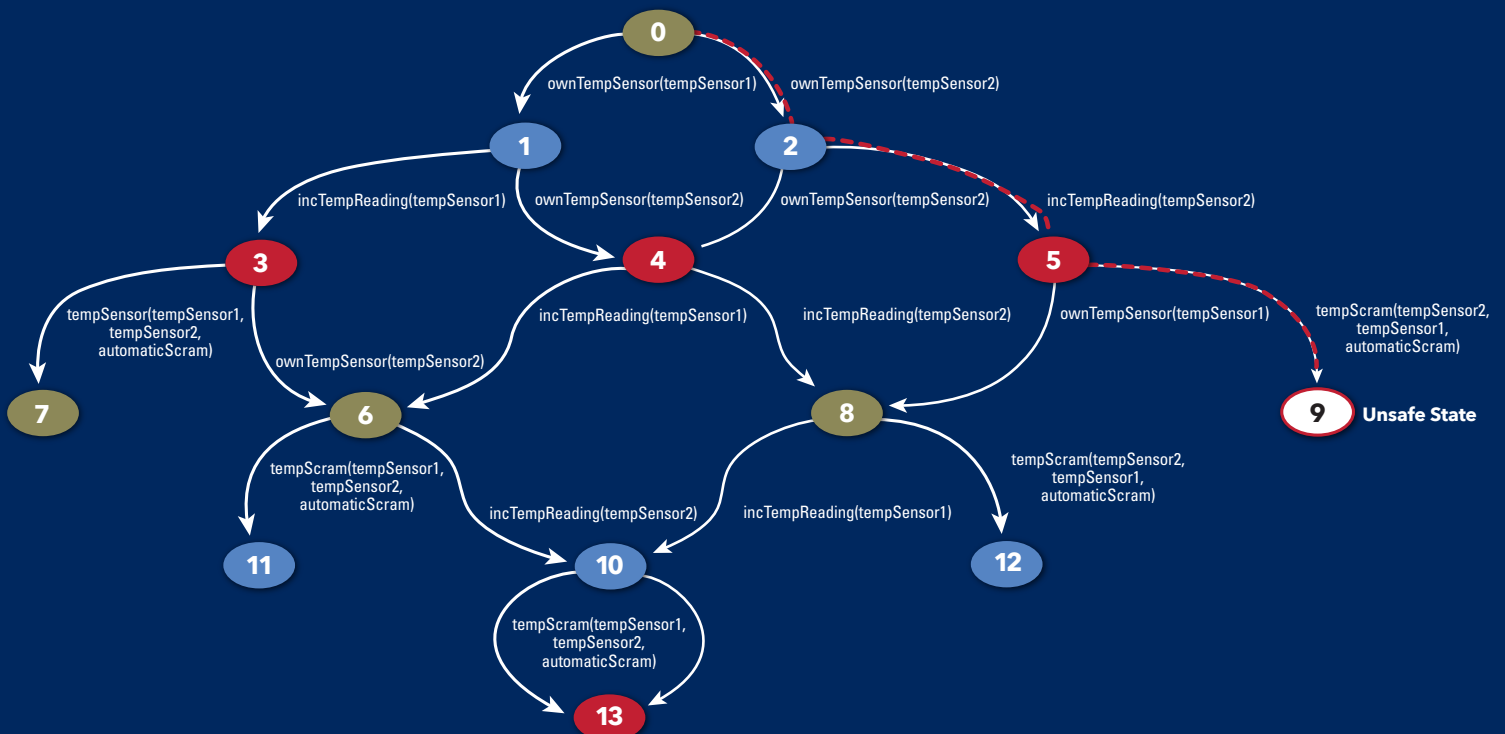 0
ownTempSensor(tempSensor1)
ownTempSensor(tempSensor2)
1
2
incTempReading(tempSensor1)
ownTempSensor(tempSensor2)
ownTempSensor(tempSensor2)
incTempReading(tempSensor2)
3
4
5
tempSensor(tempSensor1,
tempSensor2,
automaticScram)
ownTempSensor(tempSensor2)
incTempReading(tempSensor1)
incTempReading(tempSensor2)
ownTempSensor(tempSensor1)
tempScram(tempSensor2,
tempSensor1,
automaticScram)
7
6
8
9
Unsafe State
tempScram(tempSensor1,
tempSensor2,
automaticScram)
incTempReading(tempSensor2)
incTempReading(tempSensor1)
tempScram(tempSensor2,
tempSensor1,
automaticScram)
11
10
12
tempScram(tempSensor1,
tempSensor2,
automaticScram)
13